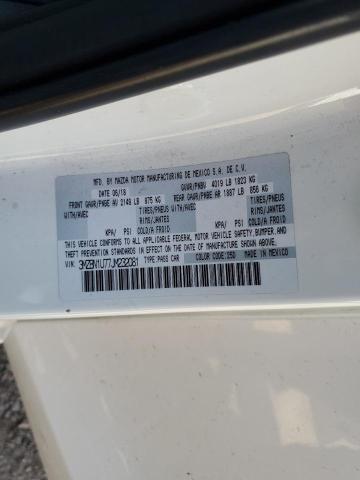 MFD. BY MAZDA MOTOR MANUFACTURING DE MEXICO S.A. DE C.V.
DATE 06/18 GVWR/PNBV 4019 LB 1823 KG
FRONT GAWR/PNBE AV 2149 LB 975 KG REAR GAWR/PNBE AR 1887 LB 856 KG
WITH/AVEC TIRES/PNEUS WITH/AVEC TIRES/PNEUS
RIMS/JANTES RIMS/JANTES
KPA/ PSI COLD/A FROID KPA/ PSI COLD/A FROID
THIS VEHICLE CONFORMS TO ALL APPLICABLE FEDERAL MOTOR VEHICLE SAFETY, BUMPER, AND
THEFT PREVENTION STANDARDS IN EFFECT ON THE DATE OF MANUFACTURE SHOWN ABOVE.
VIN: 3MZBN1U77JM232081 TYPE: PASS CAR COLOR CODE: 25D MADE IN MEXICO